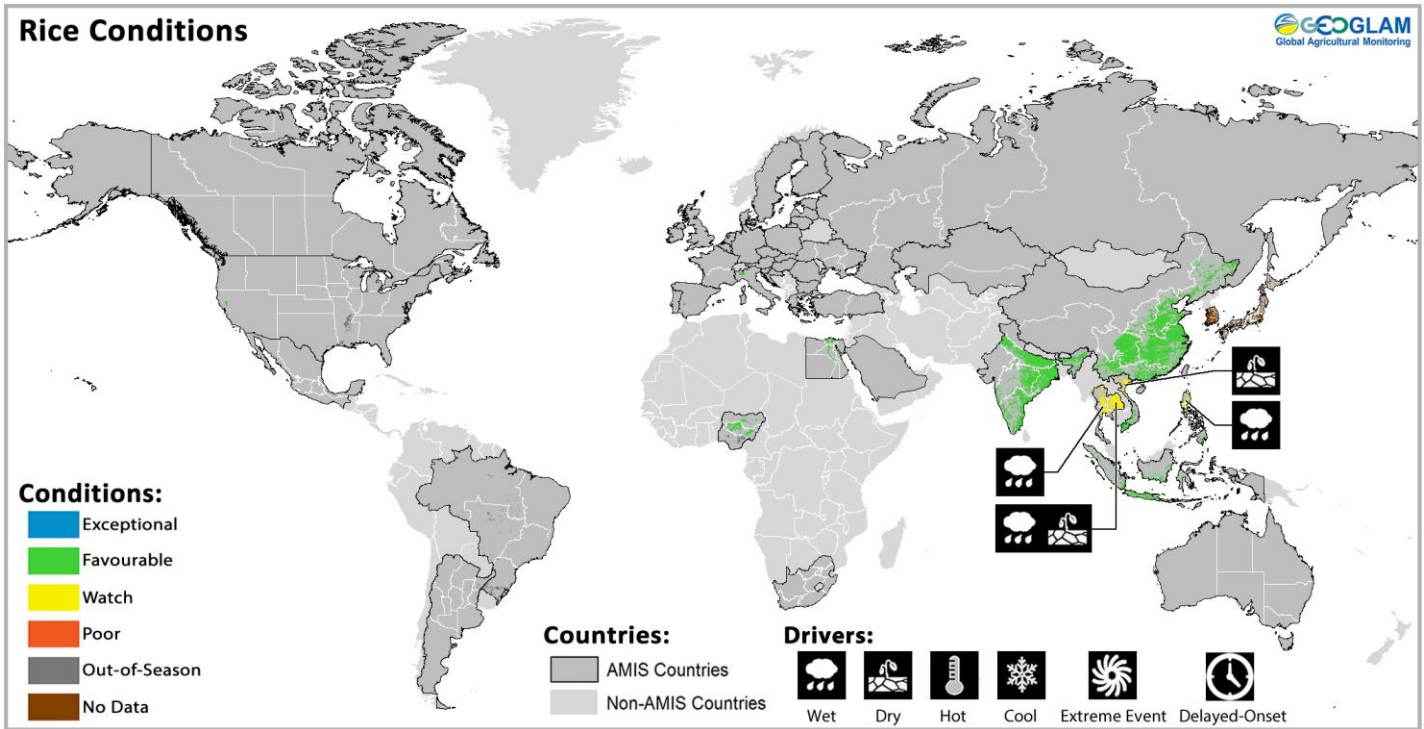 Rice Conditions
GEOGLAM
Global Agricultural Monitoring
Conditions:
Exceptional
Favourable
Watch
Poor
Out-of-Season
No Data
Countries:
AMIS Countries
Non-AMIS Countries
Drivers:
Wet
Dry
Hot
Cool
Extreme Event
Delayed-Onset